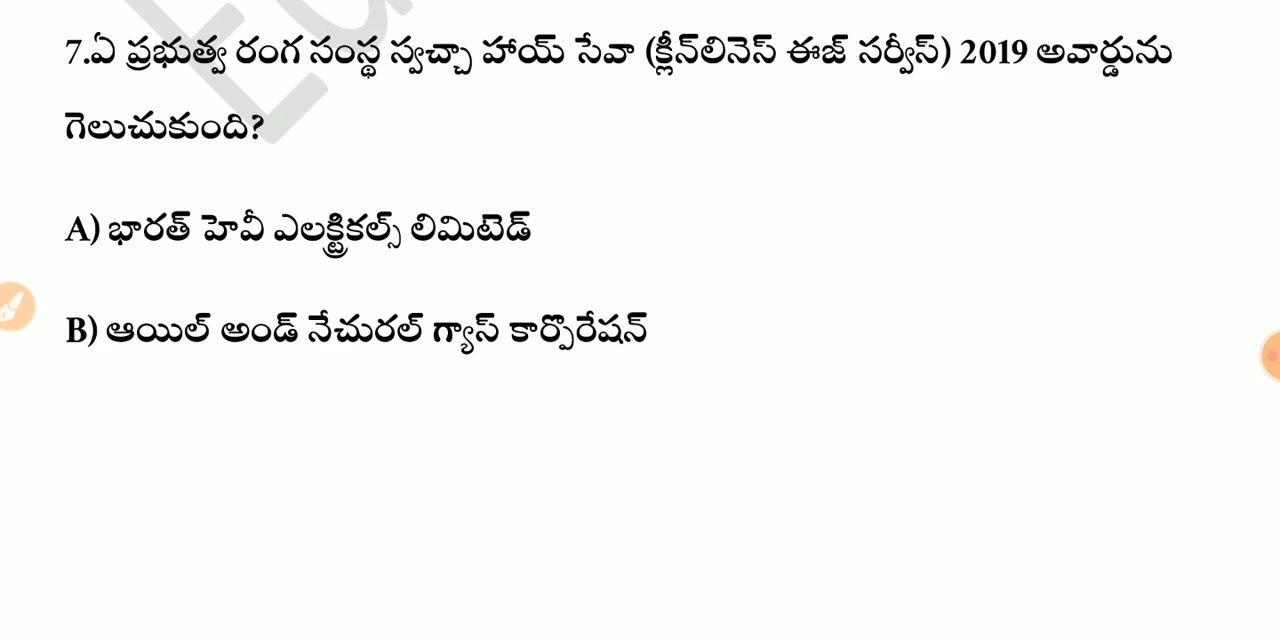 7.ఏ ప్రభుత్వ రంగ సంస్థ స్వచ్ఛా హాయ్ సేవా (క్లీన్‌లినెస్ ఈజ్ సర్వీస్) 2019 అవార్డును
గెలుచుకుంది?
A) భారత్ హెవీ ఎలక్ట్రికల్స్ లిమిటెడ్
B) ఆయిల్ అండ్ నేచురల్ గ్యాస్ కార్పొరేషన్